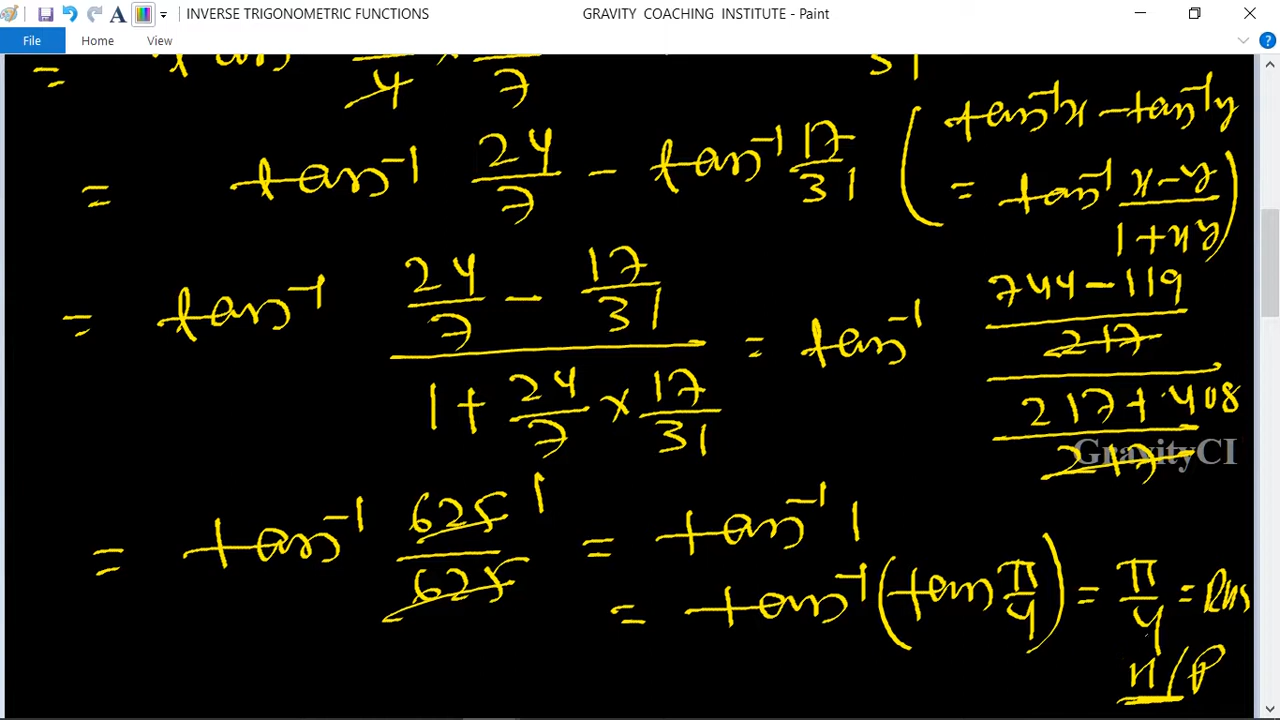 INVERSE TRIGONOMETRIC FUNCTIONS GRAVITY COACHING INSTITUTE - Paint
File Home View
= tan⁻¹ 24/7 - tan⁻¹ 17/31 (tan⁻¹x - tan⁻¹y = tan⁻¹ (x-y)/(1+xy))
= tan⁻¹ (24/7 - 17/31)/(1 + 24/7 × 17/31) = tan⁻¹ ((744-119)/217)/((217+408)/217)
GravityCI
= tan⁻¹ 625/625 1 = tan⁻¹ 1
= tan⁻¹(tan π/4) = π/4 = RHS
H/P